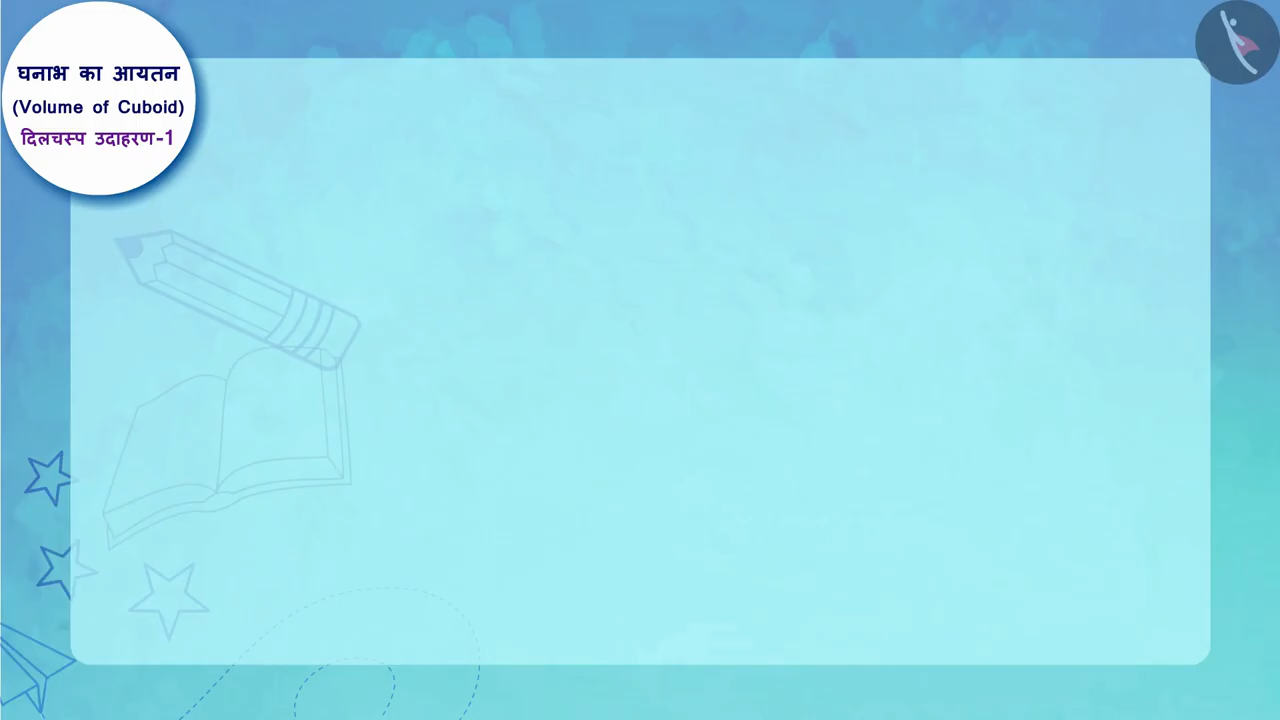 घनाभ का आयतन
(Volume of Cuboid)
दिलचस्प उदाहरण-1